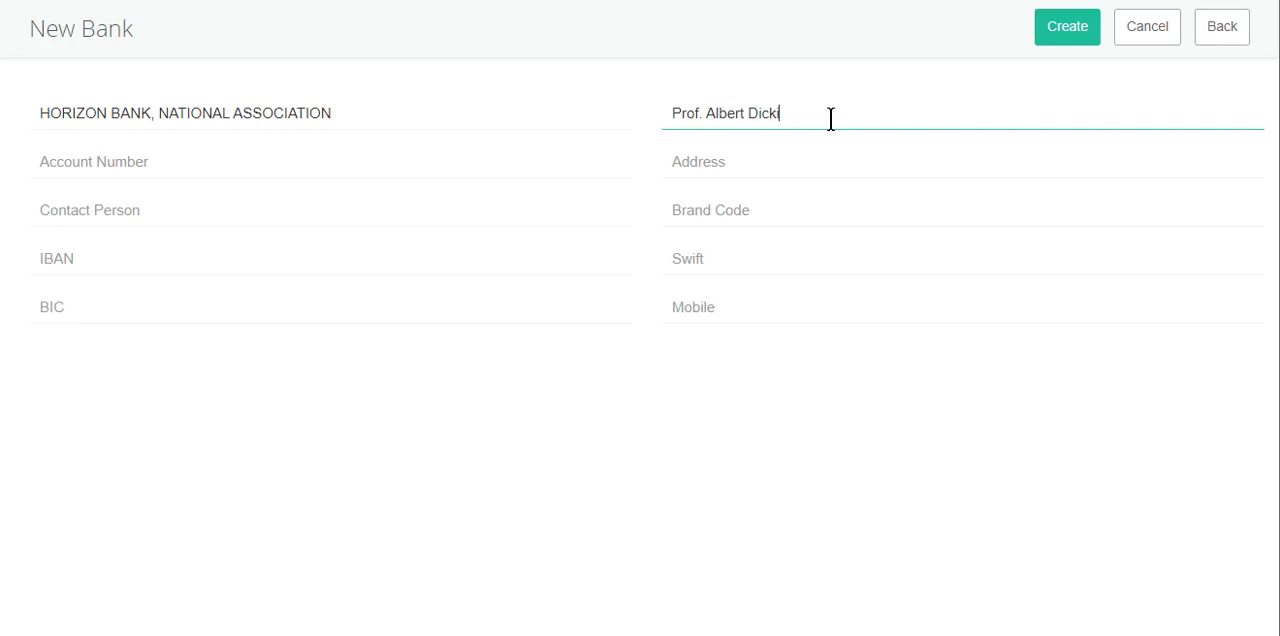 New Bank
Create Cancel Back
HORIZON BANK, NATIONAL ASSOCIATION
Prof. Albert Dicki
Account Number
Address
Contact Person
Brand Code
IBAN
Swift
BIC
Mobile